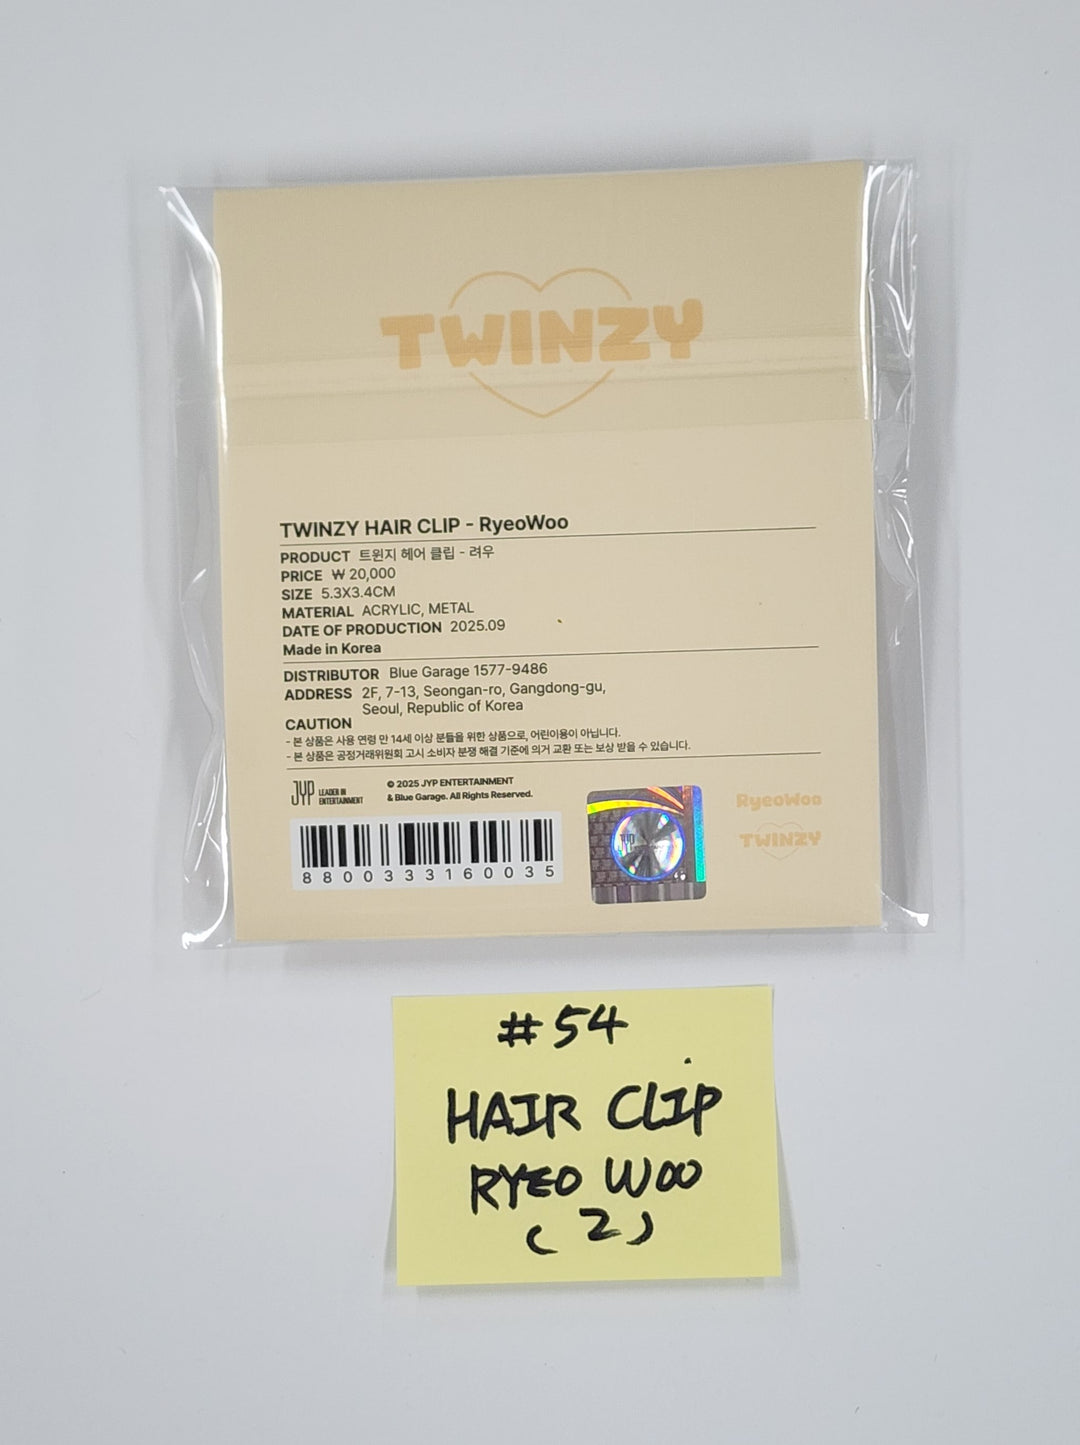 TWINZY
TWINZY HAIR CLIP - RyeoWoo
PRODUCT 트윈지 헤어 클립 - 려우
PRICE ₩ 20,000
SIZE 5.3X3.4CM
MATERIAL ACRYLIC, METAL
DATE OF PRODUCTION 2025.09
Made in Korea
DISTRIBUTOR Blue Garage 1577-9486
ADDRESS 2F, 7-13, Seongan-ro, Gangdong-gu,
Seoul, Republic of Korea
CAUTION
- 본 상품은 사용 연령 만 14세 이상 분들을 위한 상품으로, 어린이용이 아닙니다.
- 본 상품은 공정거래위원회 고시 소비자 분쟁 해결 기준에 의거 교환 또는 보상 받을 수 있습니다.
JYP LEADER IN
ENTERTAINMENT
© 2025 JYP ENTERTAINMENT
& Blue Garage. All Rights Reserved.
8800333160035
JYP
RyeoWoo
TWINZY
#54
HAIR CLIP
RYEO WOO
(2)